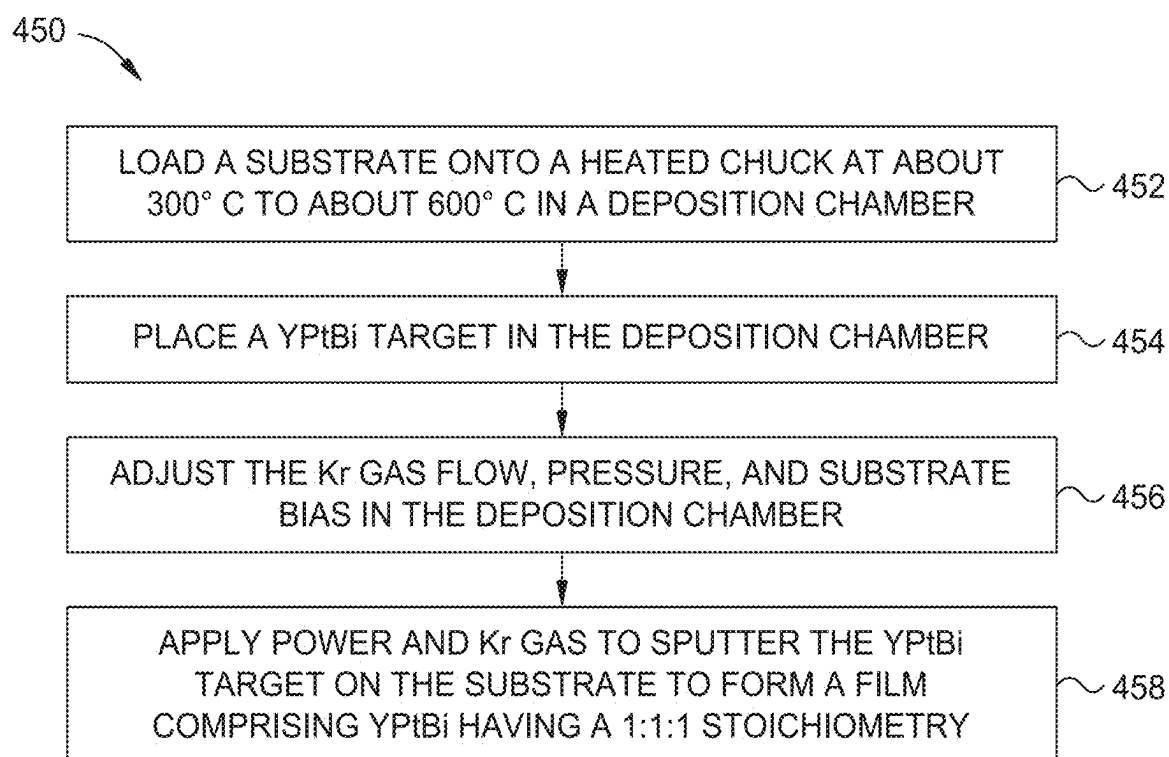 450
LOAD A SUBSTRATE ONTO A HEATED CHUCK AT ABOUT
300° C TO ABOUT 600° C IN A DEPOSITION CHAMBER
452
PLACE A YPtBi TARGET IN THE DEPOSITION CHAMBER
454
ADJUST THE Kr GAS FLOW, PRESSURE, AND SUBSTRATE
BIAS IN THE DEPOSITION CHAMBER
456
APPLY POWER AND Kr GAS TO SPUTTER THE YPtBi
TARGET ON THE SUBSTRATE TO FORM A FILM
COMPRISING YPtBi HAVING A 1:1:1 STOICHIOMETRY
458